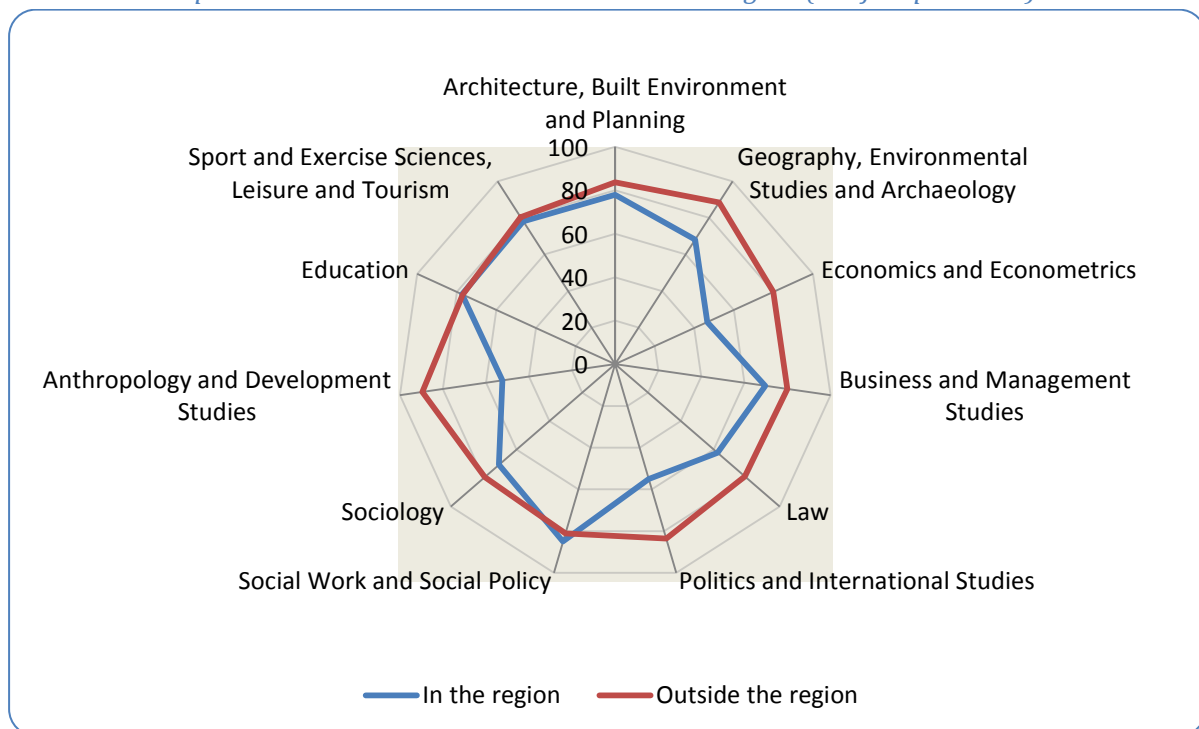 Architecture, Built Environment
and Planning
Sport and Exercise Sciences,
Leisure and Tourism
Geography, Environmental
Studies and Archaeology
100
80
60
40
20
0
Education
Economics and Econometrics
Anthropology and Development
Studies
Business and Management
Studies
Sociology
Law
Social Work and Social Policy
Politics and International Studies
In the region
Outside the region